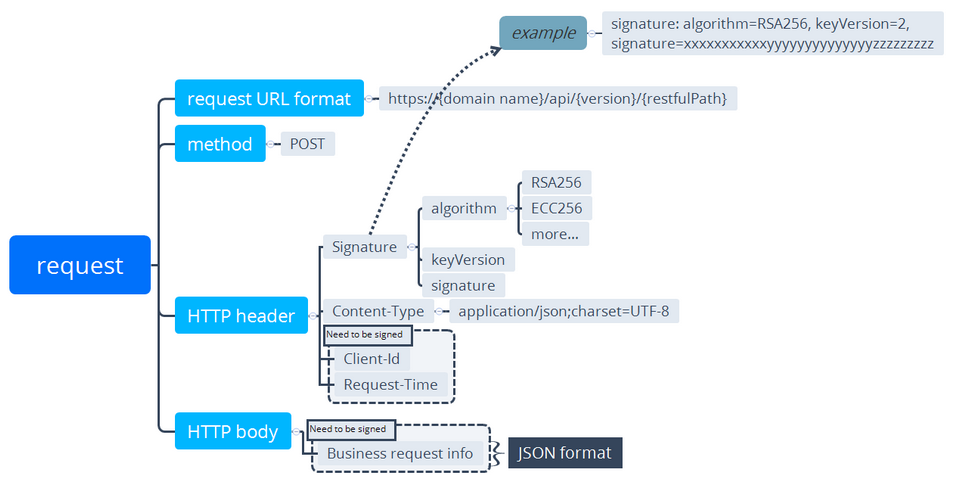 example
signature: algorithm=RSA256, keyVersion=2,
signature=xxxxxxxxxxxyyyyyyyyyyyyyyzzzzzzzzz
request URL format
https://{domain name}/api/{version}/{restfulPath}
method
POST
request
HTTP header
Signature
algorithm
RSA256
ECC256
more...
keyVersion
signature
Content-Type
application/json;charset=UTF-8
Need to be signed
Client-Id
Request-Time
HTTP body
Need to be signed
Business request info
JSON format